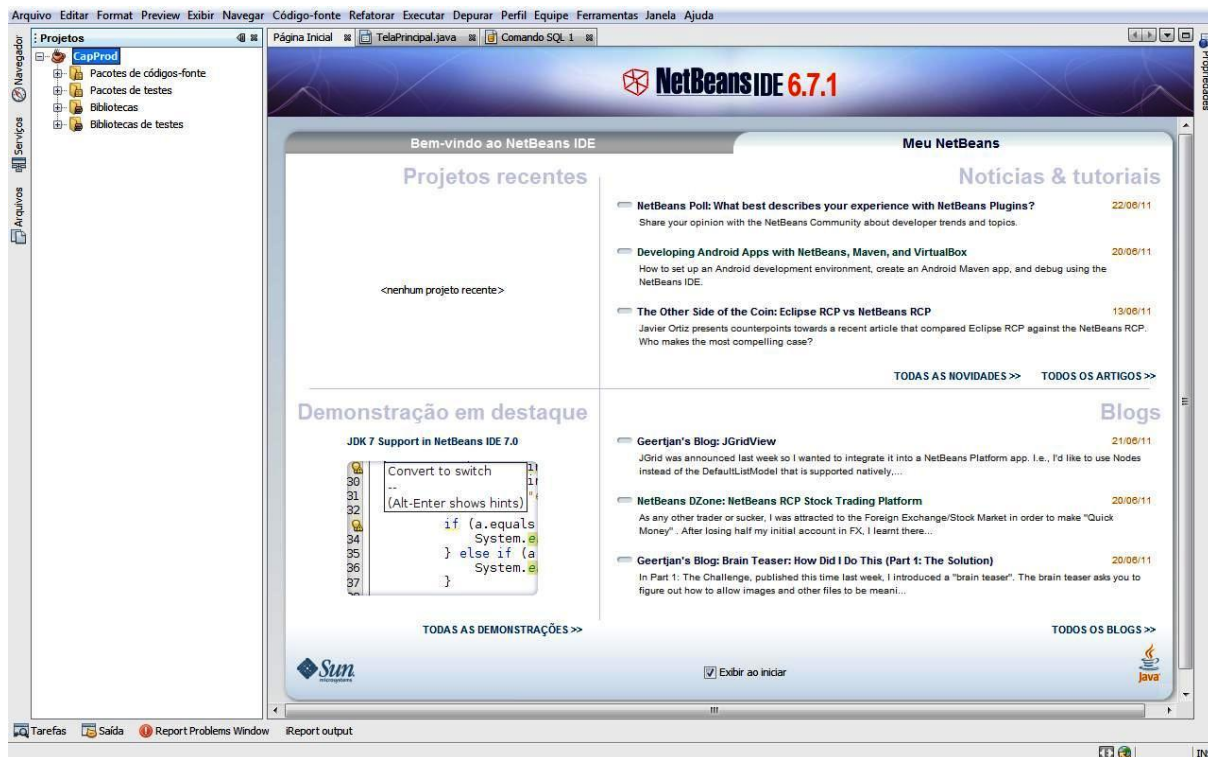 Arquivo Editar Format Preview Exibir Navegar Código-fonte Refatorar Executar Depurar Perfil Equipe Ferramentas Janela Ajuda
Navegador
Serviços
Arquivos
Projetos
CapProd
Pacotes de códigos-fonte
Pacotes de testes
Bibliotecas
Bibliotecas de testes
Página Inicial TelaPrincipal.java Comando SQL 1
Propriedades
NetBeans IDE 6.7.1
Bem-vindo ao NetBeans IDE
Meu NetBeans
Projetos recentes
<nenhum projeto recente>
Noticias & tutoriais
NetBeans Poll: What best describes your experience with NetBeans Plugins? 22/06/11
Share your opinion with the NetBeans Community about developer trends and topics.
Developing Android Apps with NetBeans, Maven, and VirtualBox 20/06/11
How to set up an Android development environment, create an Android Maven app, and debug using the
NetBeans IDE.
The Other Side of the Coin: Eclipse RCP vs NetBeans RCP 13/06/11
Javier Ortiz presents counterpoints towards a recent article that compared Eclipse RCP against the NetBeans RCP.
Who makes the most compelling case?
TODAS AS NOVIDADES >> TODOS OS ARTIGOS >>
Demonstração em destaque
JDK 7 Support in NetBeans IDE 7.0
Convert to switch
--
(Alt-Enter shows hints)
30
31
32
34
35
36
37
if (a.equals
System.e
} else if (a
System.e
}
TODAS AS DEMONSTRAÇÕES >>
Blogs
Geertjan's Blog: JGridView 21/06/11
JGrid was announced last week so I wanted to integrate it into a NetBeans Platform app. I.e., I'd like to use Nodes
instead of the DefaultListModel that is supported natively,...
NetBeans DZone: NetBeans RCP Stock Trading Platform 20/06/11
As any other trader or sucker, I was attracted to the Foreign Exchange/Stock Market in order to make "Quick
Money" . After losing half my initial account in FX, I learnt there...
Geertjan's Blog: Brain Teaser: How Did I Do This (Part 1: The Solution) 20/06/11
In Part 1: The Challenge, published this time last week, I introduced a "brain teaser". The brain teaser asks you to
figure out how to allow images and other files to be meani...
TODOS OS BLOGS >>
Sun
microsystems
Exibir ao iniciar
Java
Tarefas Saída Report Problems Window iReport output
IN